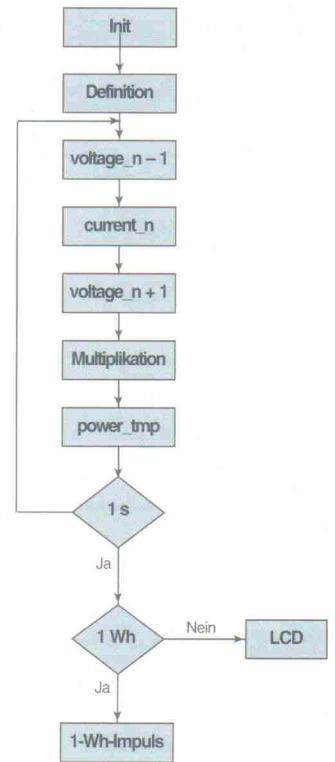 Init
Definition
voltage_n – 1
current_n
voltage_n + 1
Multiplikation
power_tmp
1 s
Ja
1 Wh
Nein
LCD
Ja
1-Wh-Impuls